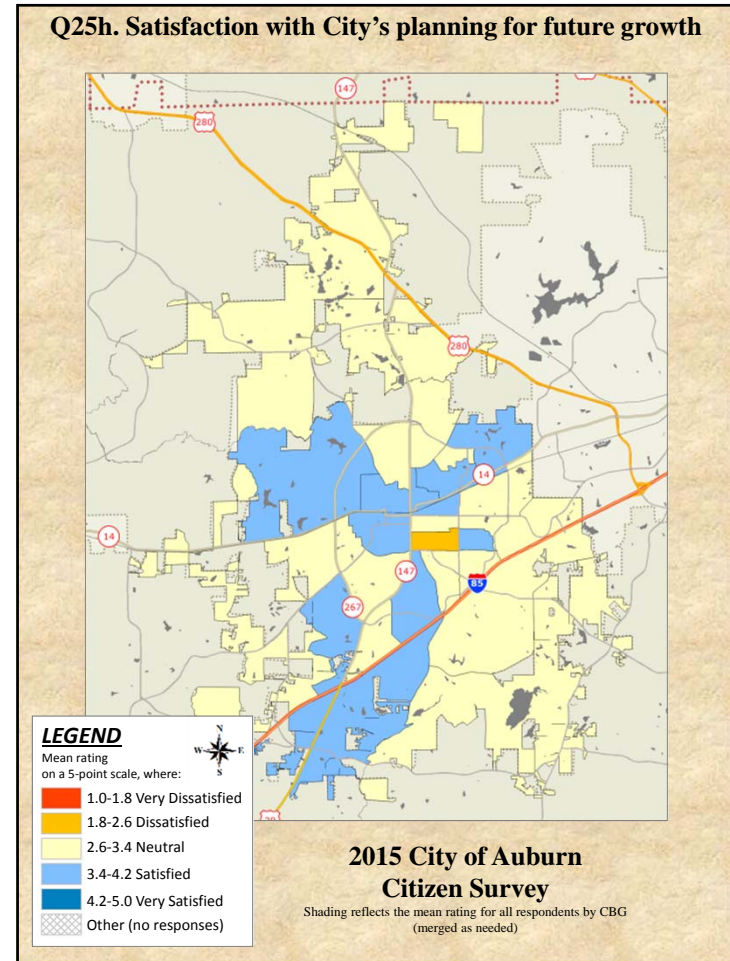 Q25h. Satisfaction with City's planning for future growth
147
280
280
14
14
147
85
267
LEGEND
Mean rating
on a 5-point scale, where:
N
W E
S
1.0-1.8 Very Dissatisfied
1.8-2.6 Dissatisfied
2.6-3.4 Neutral
3.4-4.2 Satisfied
4.2-5.0 Very Satisfied
Other (no responses)
2015 City of Auburn
Citizen Survey
Shading reflects the mean rating for all respondents by CBG
(merged as needed)